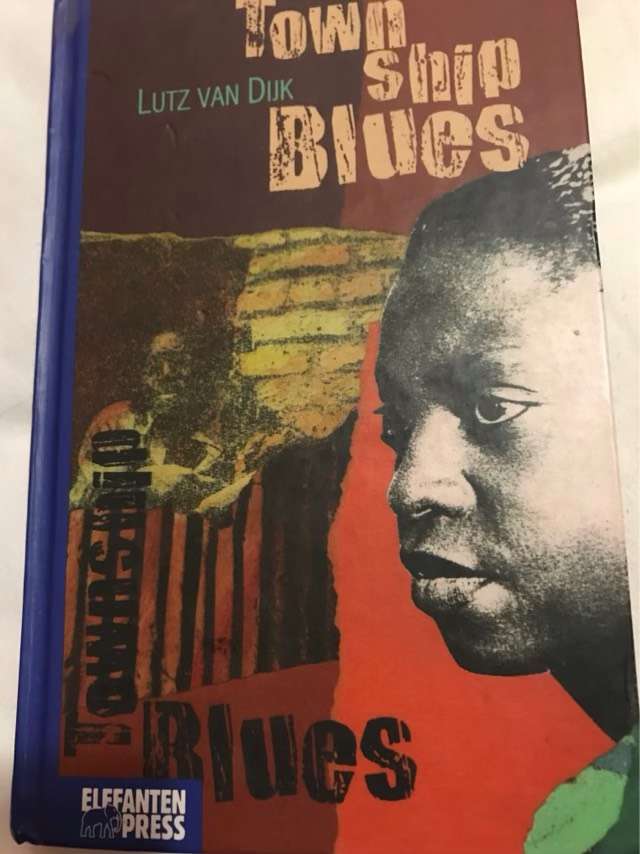 Town
ship
LUTZ VAN DIJK
Blues
Township
Blues
ELEFANTEN
PRESS